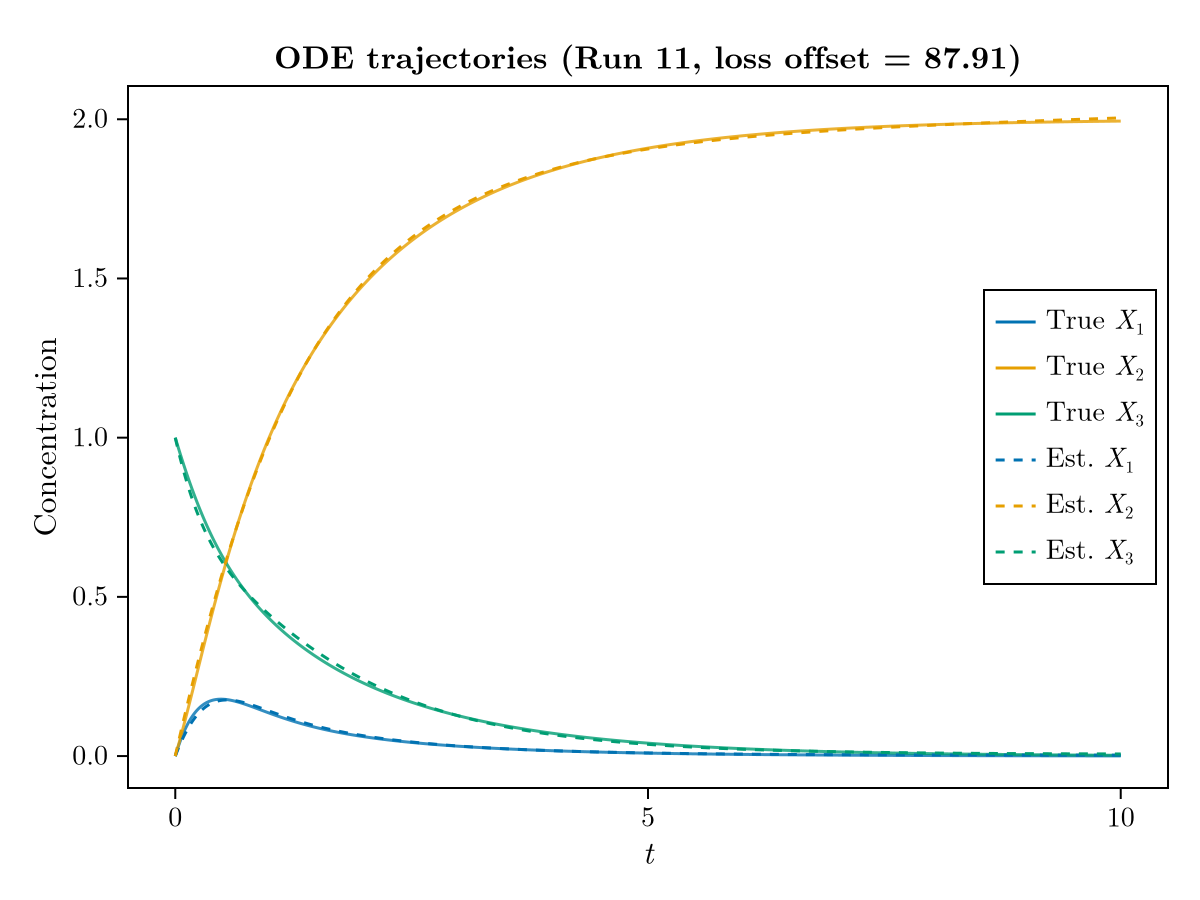 ODE trajectories (Run 11, loss offset = 87.91)
Concentration
2.0
1.5
1.0
0.5
0.0
0
5
10
t
True X₁
True X₂
True X₃
Est. X₁
Est. X₂
Est. X₃